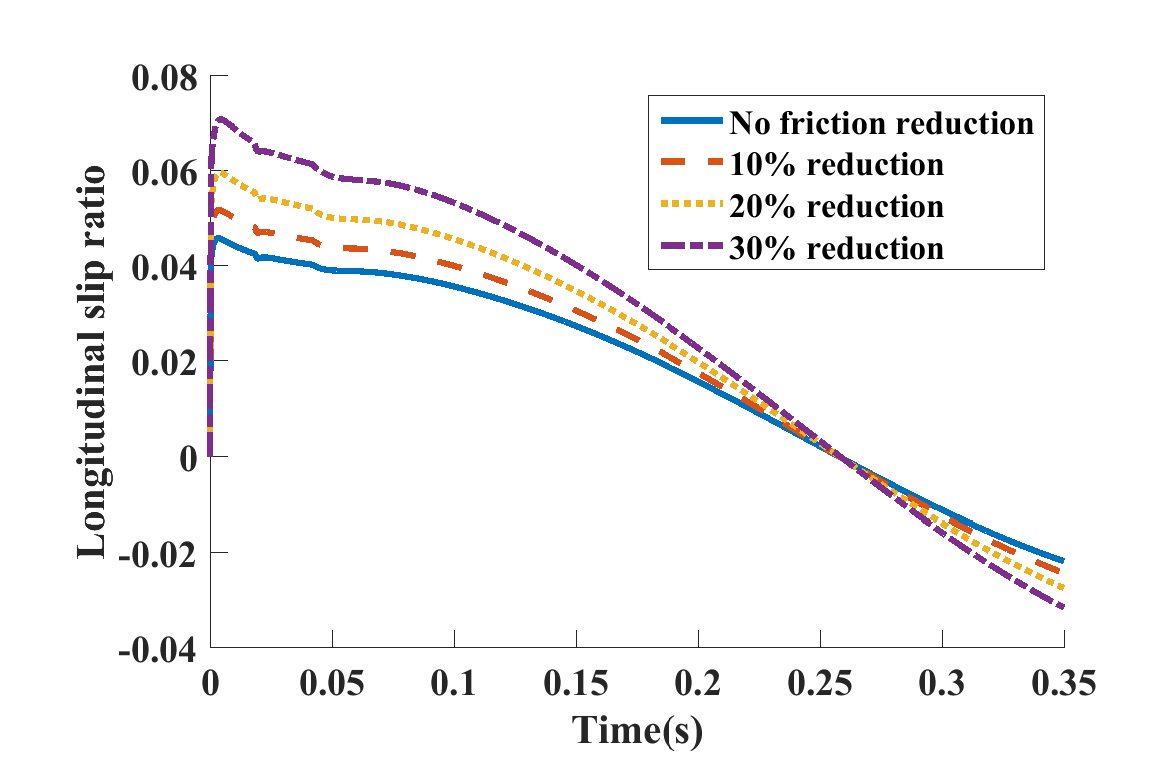 0.08
0.06
0.04
0.02
0
-0.02
-0.04
Longitudinal slip ratio
No friction reduction
10% reduction
20% reduction
30% reduction
0 0.05 0.1 0.15 0.2 0.25 0.3 0.35
Time(s)